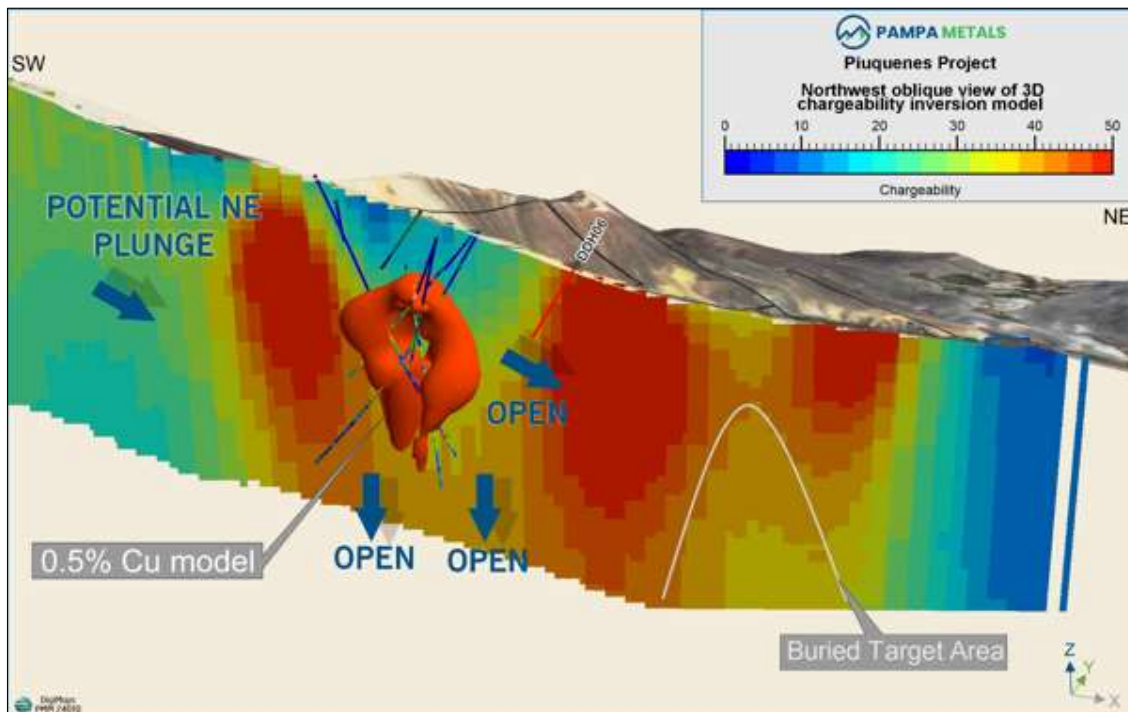 PAMPA METALS
Piuquenes Project
Northwest oblique view of 3D
chargeability inversion model
0 10 20 30 40 50
Chargeability
SW
NE
POTENTIAL NE
PLUNGE
DDH06
OPEN
0.5% Cu model
OPEN
OPEN
Buried Target Area
Z
Y
X